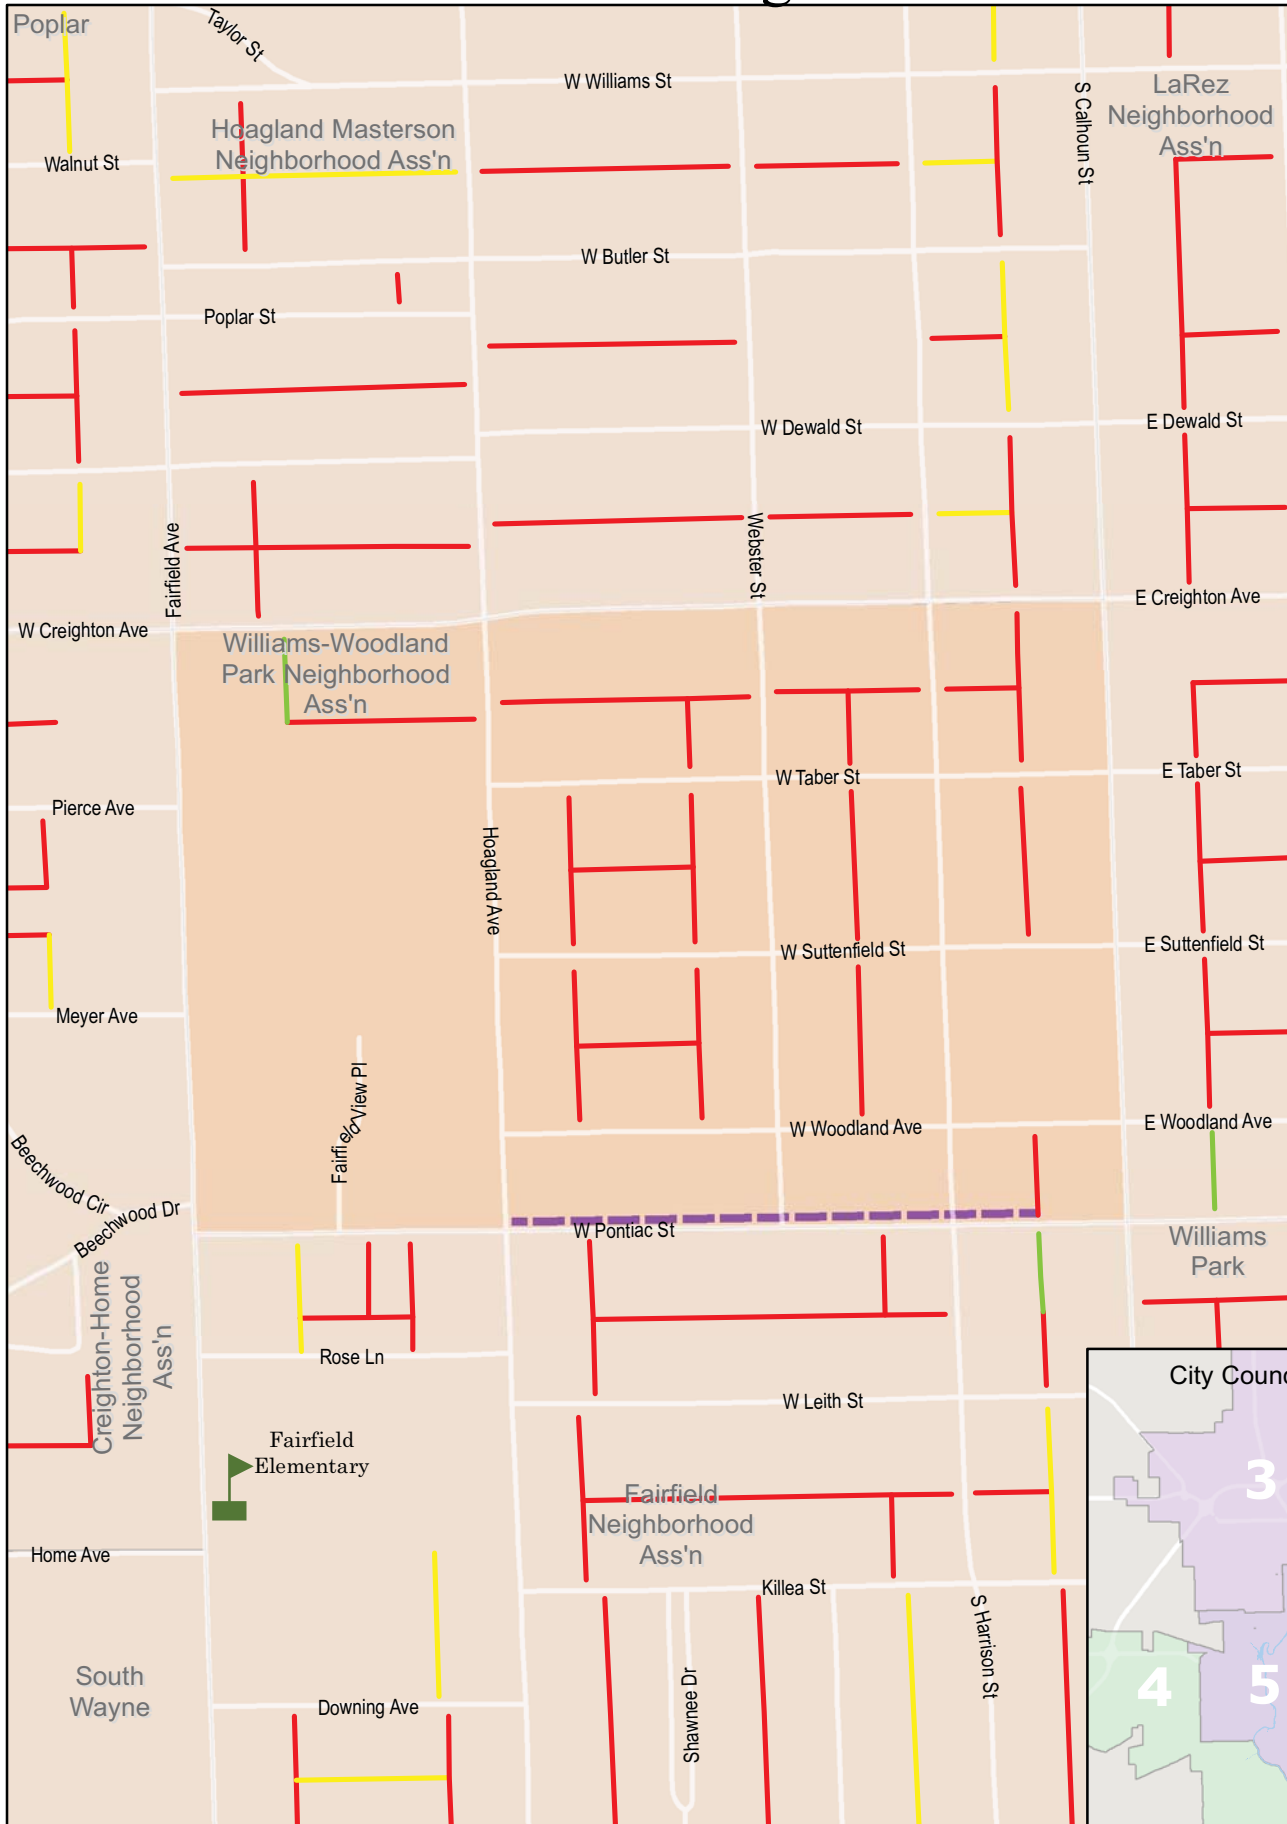 g
Poplar
Taylor St
W Williams St
S Calhoun St
LaRez
Neighborhood
Ass'n
Hoagland Masterson
Neighborhood Ass'n
Walnut St
W Butler St
Poplar St
W Dewald St
E Dewald St
Fairfield Ave
Webster St
E Creighton Ave
W Creighton Ave
Williams-Woodland
Park Neighborhood
Ass'n
W Taber St
E Taber St
Pierce Ave
Hoagland Ave
W Suttenfield St
E Suttenfield St
Meyer Ave
Fairfield View Pl
W Woodland Ave
E Woodland Ave
Beechwood Cir
Beechwood Dr
W Pontiac St
Williams
Park
Creighton-Home
Neighborhood
Ass'n
Rose Ln
W Leith St
City Counc
Fairfield
Elementary
3
Fairfield
Neighborhood
Ass'n
Home Ave
Killea St
S Harrison St
South
Wayne
Shawnee Dr
4
5
Downing Ave